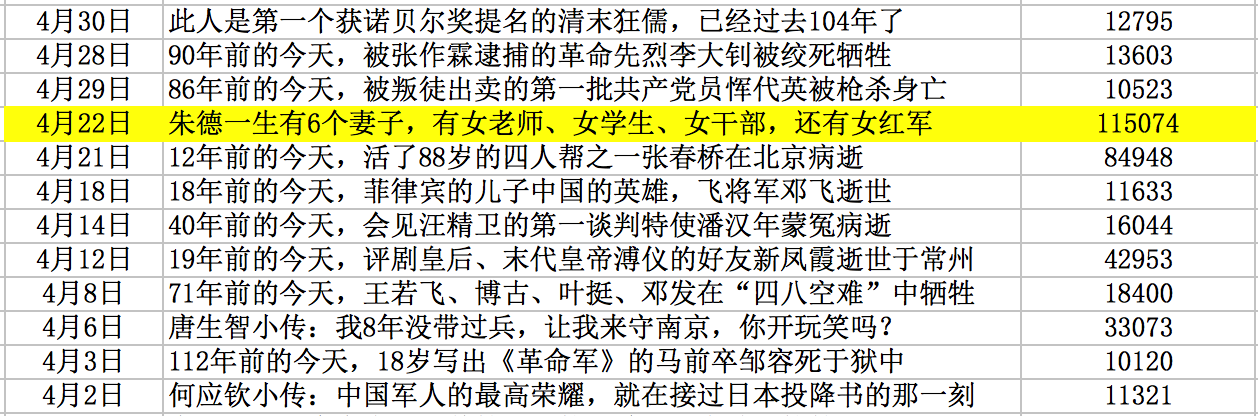 4月30日 此人是第一个获诺贝尔奖提名的清末狂儒，已经过去104年了 12795
4月28日 90年前的今天，被张作霖逮捕的革命先烈李大钊被绞死牺牲 13603
4月29日 86年前的今天，被叛徒出卖的第一批共产党员恽代英被枪杀身亡 10523
4月22日 朱德一生有6个妻子，有女老师、女学生、女干部，还有女红军 115074
4月21日 12年前的今天，活了88岁的四人帮之一张春桥在北京病逝 84948
4月18日 18年前的今天，菲律宾的儿子中国的英雄，飞将军邓飞逝世 11633
4月14日 40年前的今天，会见汪精卫的第一谈判特使潘汉年蒙冤病逝 16044
4月12日 19年前的今天，评剧皇后、末代皇帝溥仪的好友新凤霞逝世于常州 42953
4月8日 71年前的今天，王若飞、博古、叶挺、邓发在“四八空难”中牺牲 18400
4月6日 唐生智小传：我8年没带过兵，让我来守南京，你开玩笑吗？ 33073
4月3日 112年前的今天，18岁写出《革命军》的马前卒邹容死于狱中 10120
4月2日 何应钦小传：中国军人的最高荣耀，就在接过日本投降书的那一刻 11321